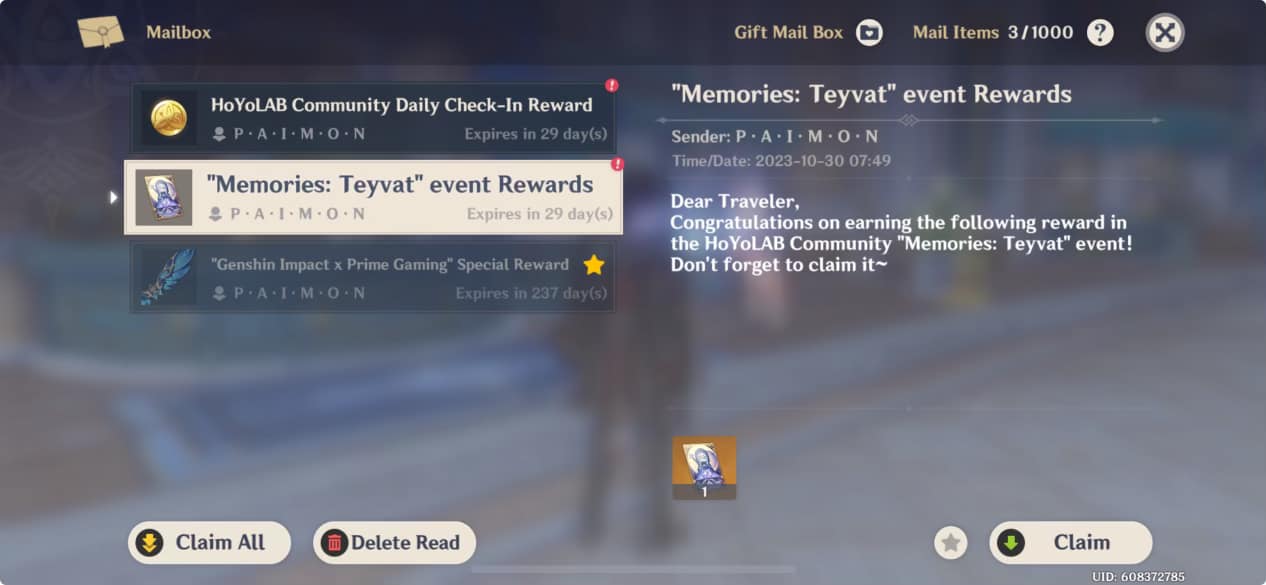 Mailbox
Gift Mail Box
Mail Items 3/1000 ?
HoYoLAB Community Daily Check-In Reward
P·A·I·M·O·N Expires in 29 day(s)
"Memories: Teyvat" event Rewards
P·A·I·M·O·N Expires in 29 day(s)
"Genshin Impact x Prime Gaming" Special Reward
P·A·I·M·O·N Expires in 237 day(s)
"Memories: Teyvat" event Rewards
Sender: P·A·I·M·O·N
Time/Date: 2023-10-30 07:49
Dear Traveler,
Congratulations on earning the following reward in
the HoYoLAB Community "Memories: Teyvat" event!
Don't forget to claim it~
1
Claim All
Delete Read
Claim
UID: 608372785